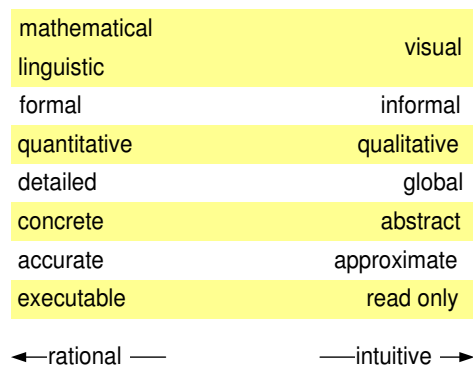 mathematical
visual
linguistic
formal informal
quantitative qualitative
detailed global
concrete abstract
accurate approximate
executable read only
rational intuitive